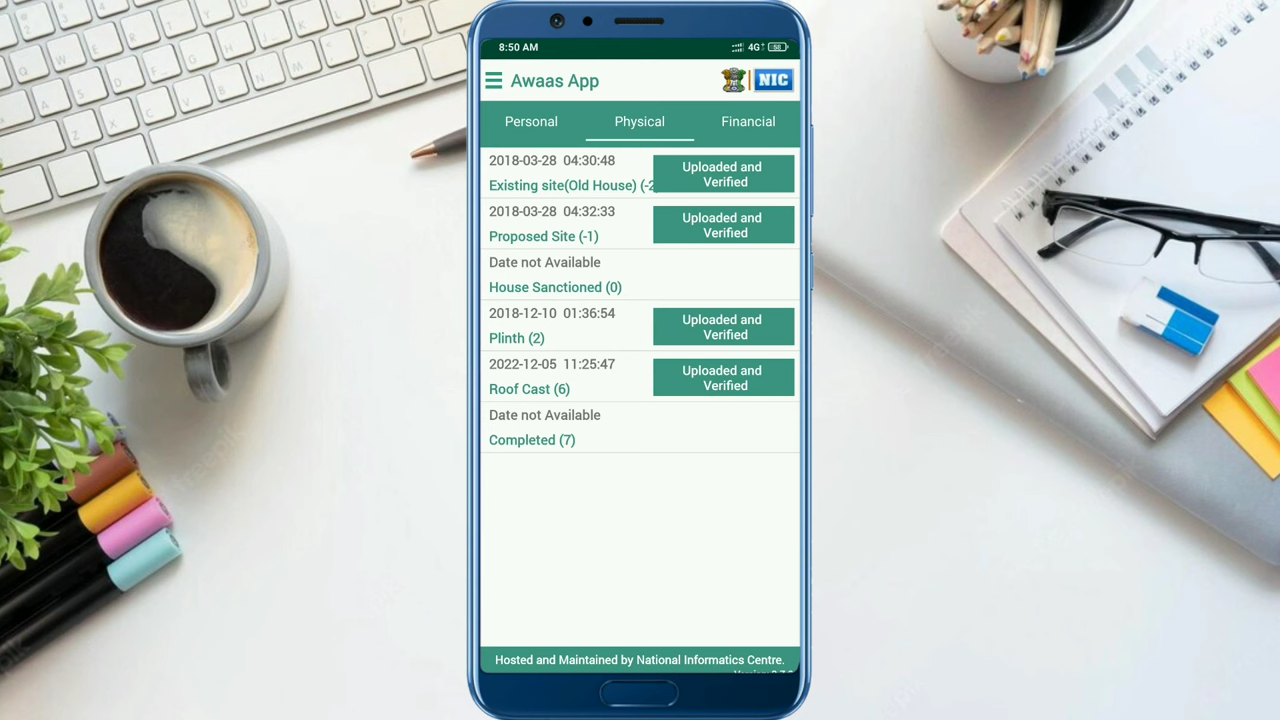 8:50 AM
4G
58
Awaas App
NIC
Personal
Physical
Financial
2018-03-28 04:30:48
Existing site(Old House) (-2
Uploaded and
Verified
2018-03-28 04:32:33
Proposed Site (-1)
Uploaded and
Verified
Date not Available
House Sanctioned (0)
2018-12-10 01:36:54
Plinth (2)
Uploaded and
Verified
2022-12-05 11:25:47
Roof Cast (6)
Uploaded and
Verified
Date not Available
Completed (7)
Hosted and Maintained by National Informatics Centre.